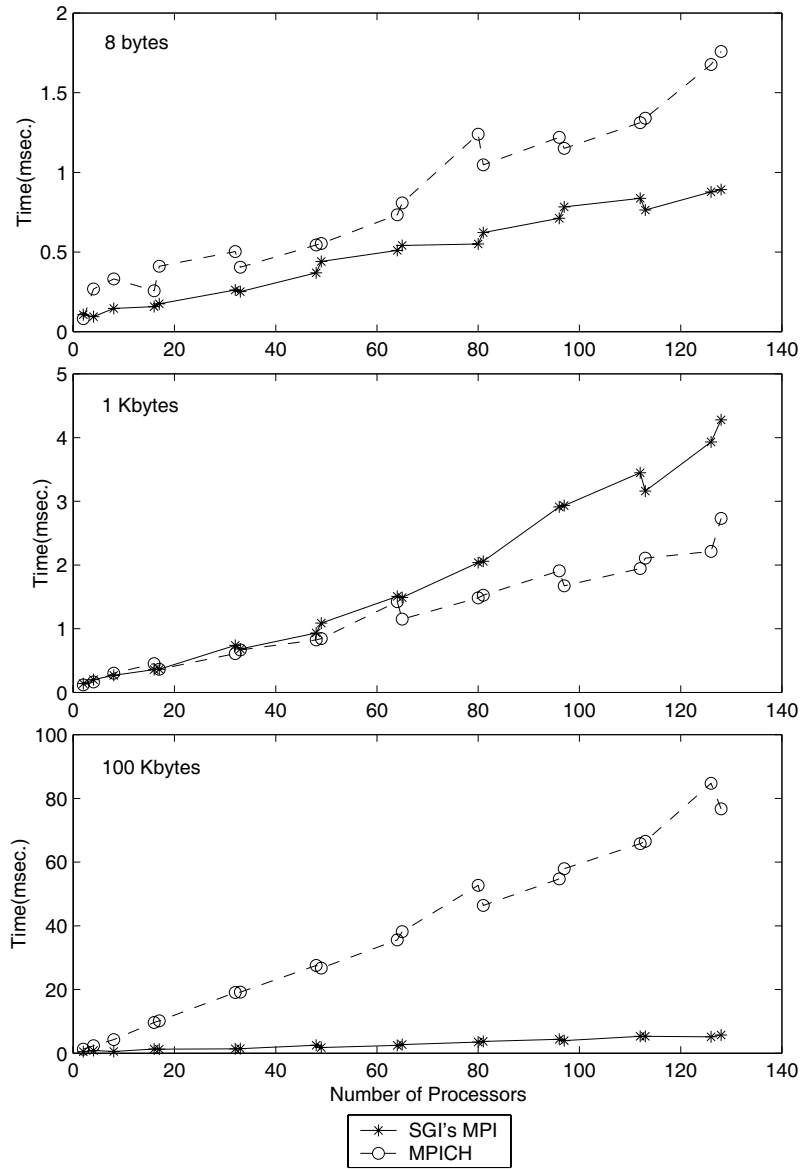 2
8 bytes
1.5
1
0.5
0
Time(msec.)
0 20 40 60 80 100 120 140
5
1 Kbytes
4
3
2
1
0
Time(msec.)
0 20 40 60 80 100 120 140
100
100 Kbytes
80
60
40
20
0
Time(msec.)
0 20 40 60 80 100 120 140
Number of Processors
SGI's MPI
MPICH